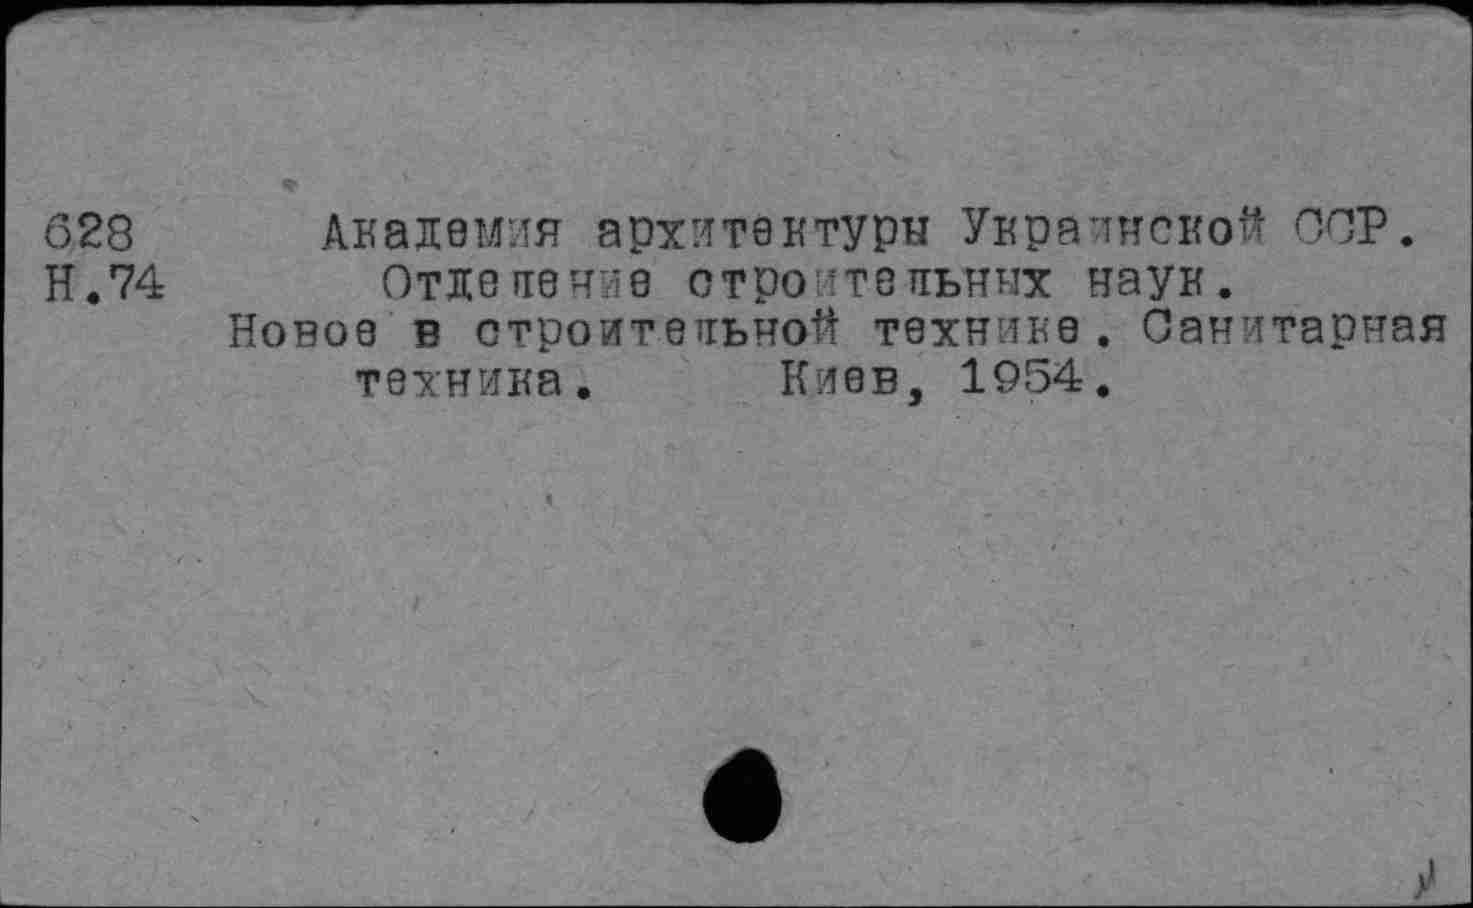 628 Академия архитектуры Украинской ССР.
Н.74 Отделение строительных наук.
Новое в строительной технике. Санитарная
техника. Киев, 1954.